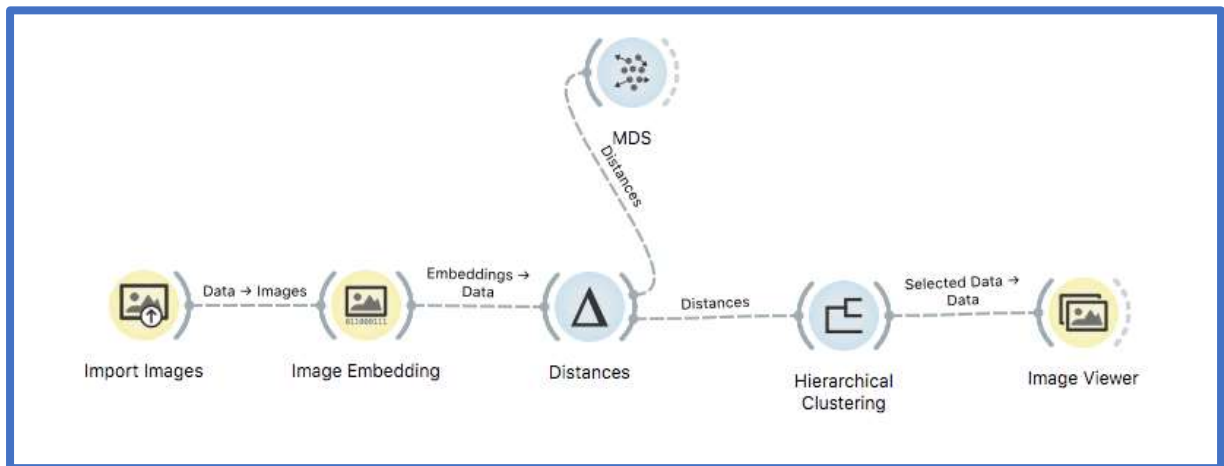 MDS
Distances
Data → Images
Embeddings →
Data
Distances
Selected Data →
Data
011000111
Import Images
Image Embedding
Distances
Hierarchical
Clustering
Image Viewer